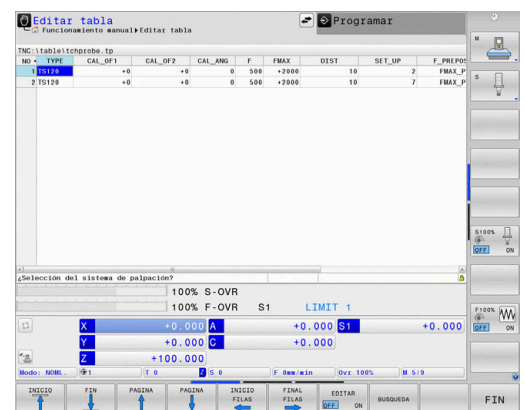 Editar tabla
Programar
Funcionamiento manual▸Editar tabla
TNC:\table\tchprobe.tp
NO TYPE CAL_OF1 CAL_OF2 CAL_ANG F FMAX DIST SET_UP F_PREPOS
1 TS120 +0 +0 0 500 +2000 10 2 FMAX_P
2 TS120 +0 +0 0 500 +2000 10 7 FMAX_P
M
S
¿Selección del sistema de palpación?
100% S-OVR
100% F-OVR S1 LIMIT 1
X +0.000 A +0.000 S1 +0.000
Y +0.000 C +0.000
Z +100.000
Modo: NOML. 1 T 0 Z S 0 F 0mm/min Ovr 100% M 5/9
S100%
OFF ON
F100%
OFF ON
INICIO
FIN
PAGINA
PAGINA
INICIO FILAS
FINAL FILAS
EDITAR
OFF ON
BUSQUEDA
FIN